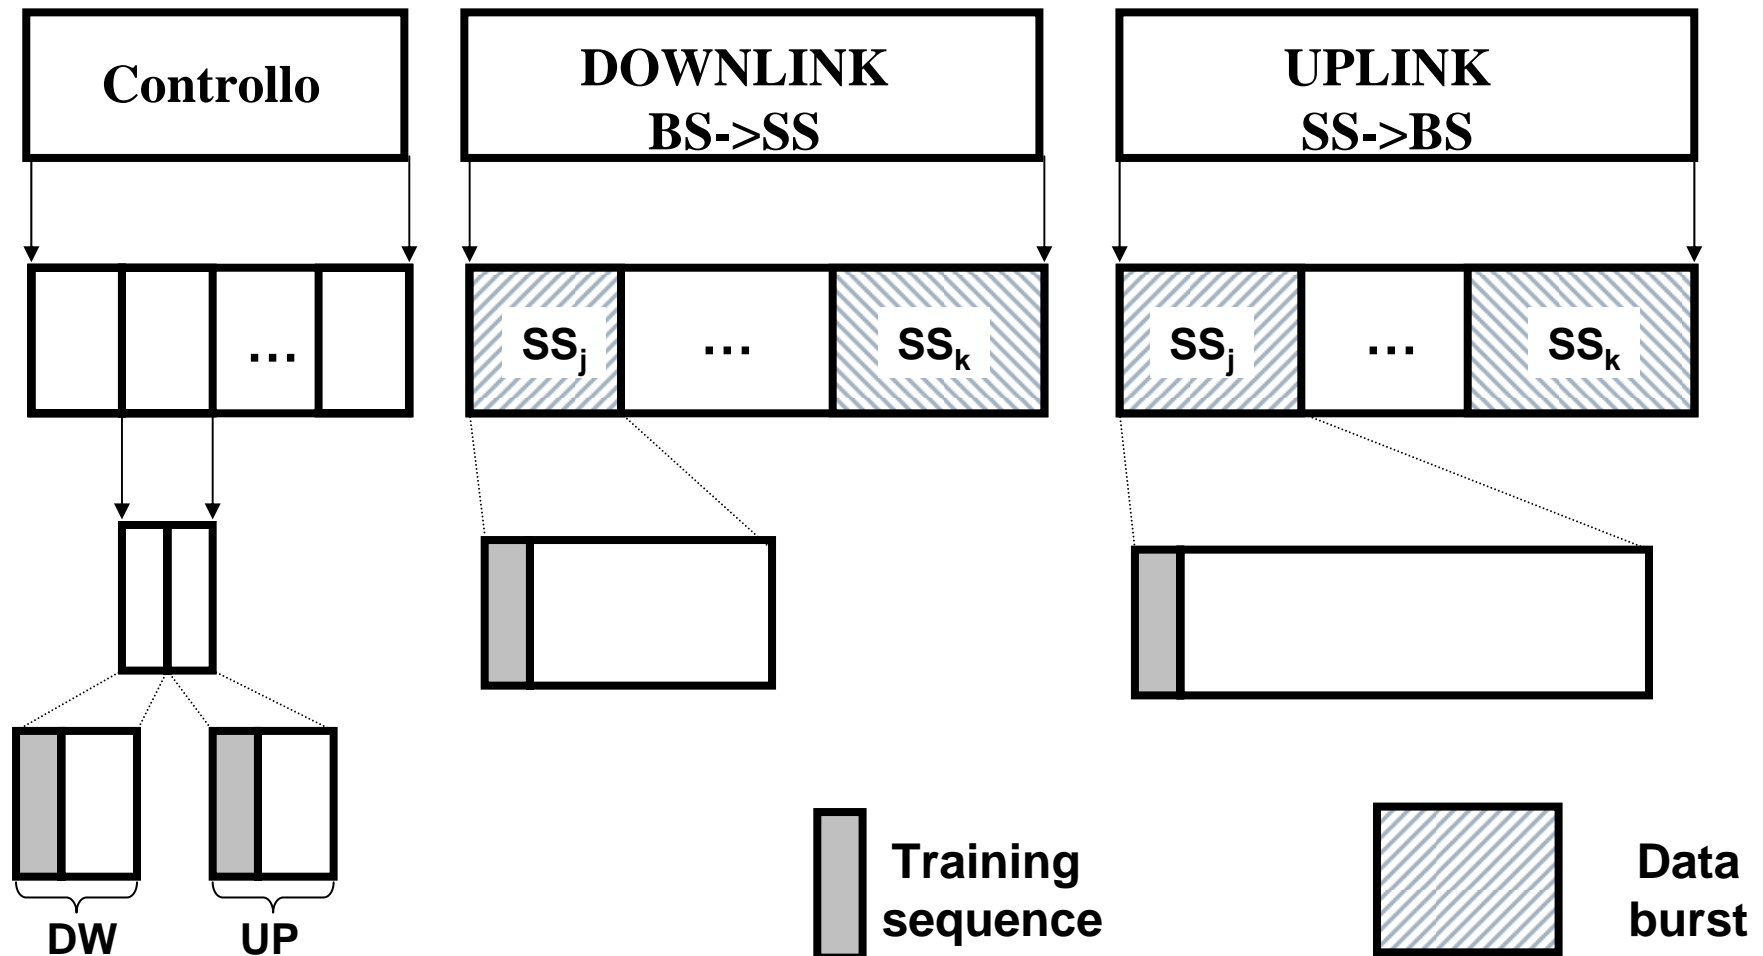 Controllo
DOWNLINK
BS->SS
UPLINK
SS->BS
...
SSj
...
SSk
SSj
...
SSk
DW
UP
Training
sequence
Data
burst